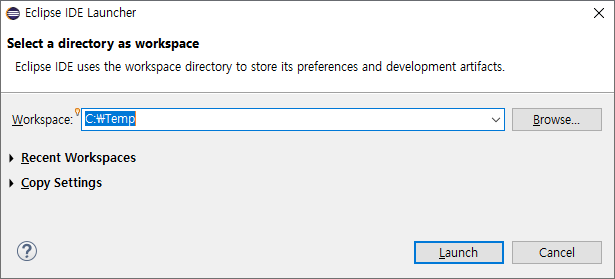 Eclipse IDE Launcher
Select a directory as workspace
Eclipse IDE uses the workspace directory to store its preferences and development artifacts.
Workspace: C:₩Temp Browse...
Recent Workspaces
Copy Settings
? Launch Cancel